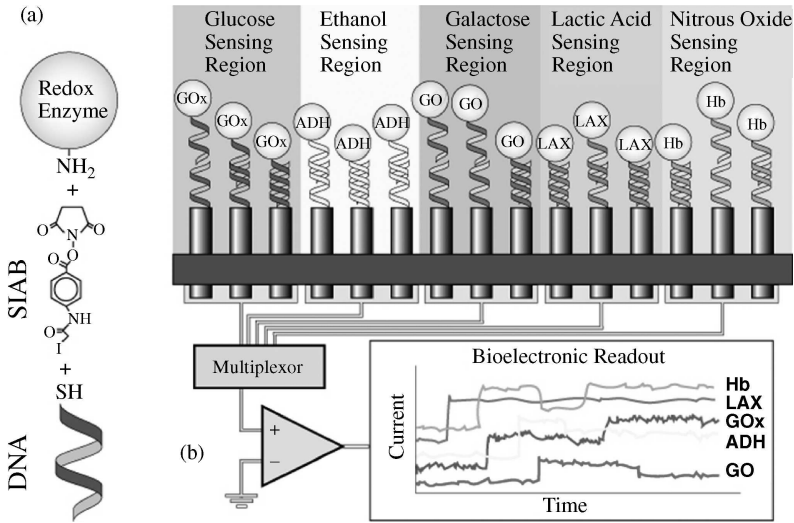 (a)
Redox
Enzyme
NH2
+
O
N
O
O
O
SIAB
NH
O
I
+
SH
DNA
Glucose
Sensing
Region
Ethanol
Sensing
Region
Galactose
Sensing
Region
Lactic Acid
Sensing
Region
Nitrous Oxide
Sensing
Region
GOx
GOx
GOx
ADH
ADH
ADH
GO
GO
GO
LAX
LAX
LAX
Hb
Hb
Hb
Multiplexor
+
−
(b)
Bioelectronic Readout
Current
Time
Hb
LAX
GOx
ADH
GO